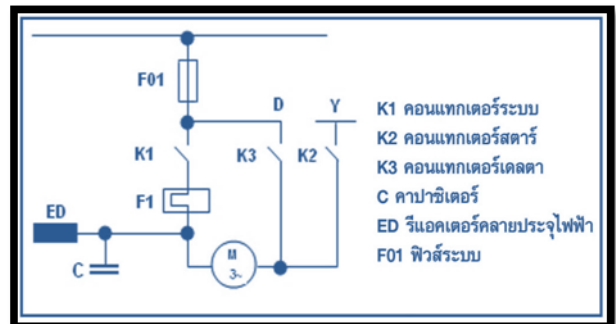 F01
D
Y
K1
K3
K2
F1
ED
C
M
3~
K1 คอนแทกเตอร์ระบบ
K2 คอนแทกเตอร์สตาร์
K3 คอนแทกเตอร์เดลตา
C คาปาซิเตอร์
ED รีแอคเตอร์คลายประจุไฟฟ้า
F01 ฟิวส์ระบบ